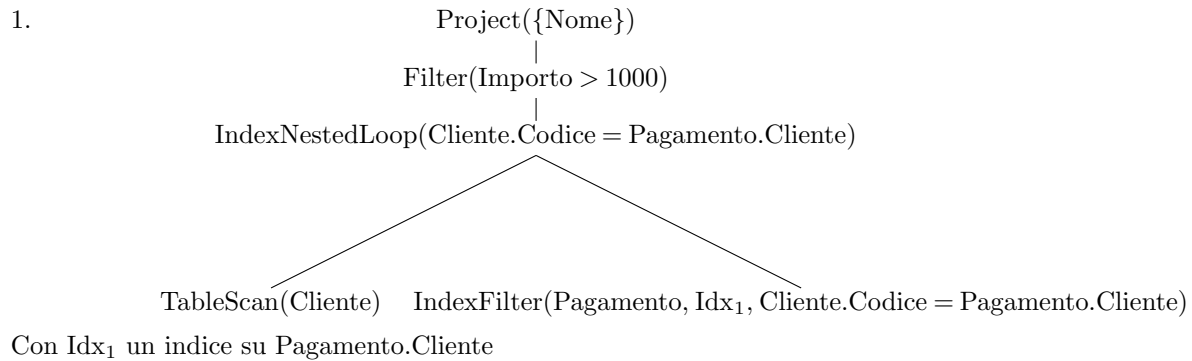 1. Project({Nome})
Filter(Importo > 1000)
IndexNestedLoop(Cliente.Codice = Pagamento.Cliente)
TableScan(Cliente) IndexFilter(Pagamento, Idx₁, Cliente.Codice = Pagamento.Cliente)
Con Idx₁ un indice su Pagamento.Cliente